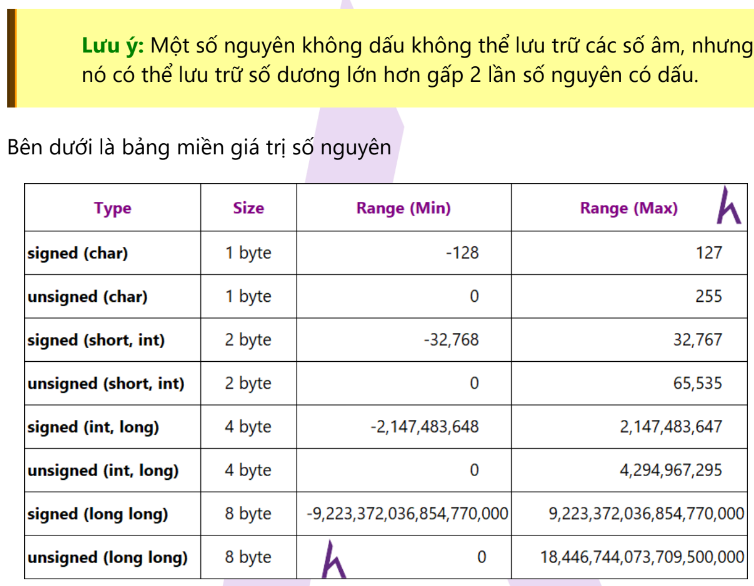 Lưu ý: Một số nguyên không dấu không thể lưu trữ các số âm, nhưng
nó có thể lưu trữ số dương lớn hơn gấp 2 lần số nguyên có dấu.
Bên dưới là bảng miền giá trị số nguyên
Type Size Range (Min) Range (Max)
signed (char) 1 byte -128 127
unsigned (char) 1 byte 0 255
signed (short, int) 2 byte -32,768 32,767
unsigned (short, int) 2 byte 0 65,535
signed (int, long) 4 byte -2,147,483,648 2,147,483,647
unsigned (int, long) 4 byte 0 4,294,967,295
signed (long long) 8 byte -9,223,372,036,854,770,000 9,223,372,036,854,770,000
unsigned (long long) 8 byte 0 18,446,744,073,709,500,000